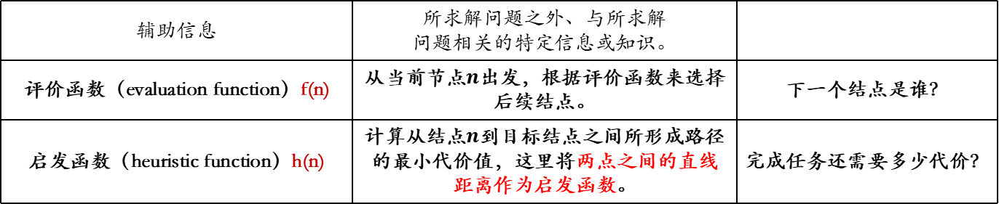 辅助信息
所求解问题之外、与所求解
问题相关的特定信息或知识。
评价函数（evaluation function）f(n)
从当前节点n出发，根据评价函数来选择
后续结点。
下一个结点是谁？
启发函数（heuristic function）h(n)
计算从结点n到目标结点之间所形成路径
的最小代价值，这里将两点之间的直线
距离作为启发函数。
完成任务还需要多少代价？